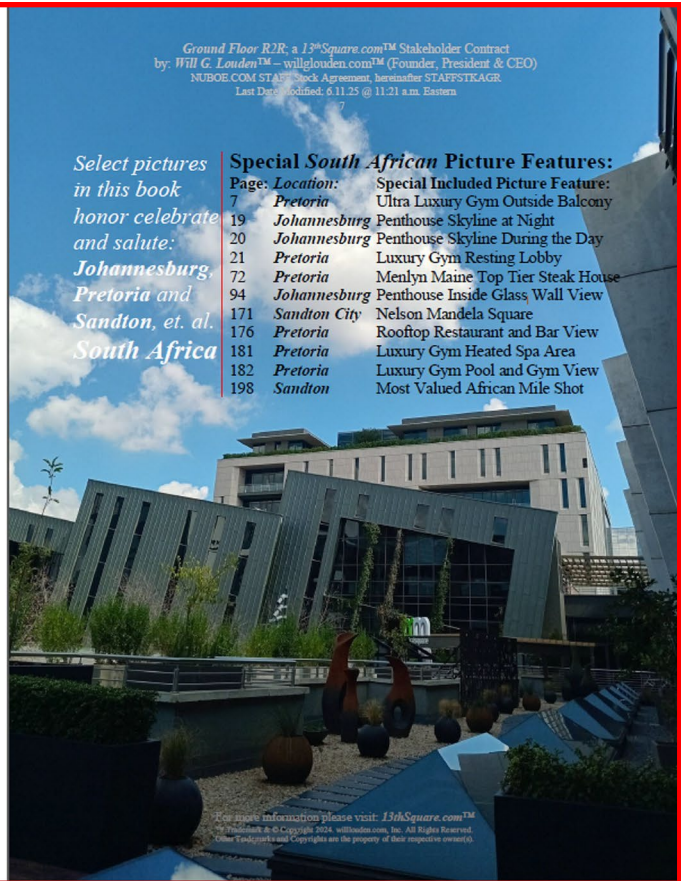 Ground Floor R2R; a 13thSquare.com™ Stakeholder Contract
by: Will G. Louden™ – willglouden.com™ (Founder, President & CEO)
NUBOE.COM STAFF Stock Agreement, hereinafter STAFFSTKAGR
Last Date Modified: 6.11.25 @ 11:21 a.m. Eastern
7
Select pictures
in this book
honor celebrate
and salute:
Johannesburg,
Pretoria and
Sandton, et. al.
South Africa
Special South African Picture Features:
Page: Location: Special Included Picture Feature:
7 Pretoria Ultra Luxury Gym Outside Balcony
19 Johannesburg Penthouse Skyline at Night
20 Johannesburg Penthouse Skyline During the Day
21 Pretoria Luxury Gym Resting Lobby
72 Pretoria Menlyn Maine Top Tier Steak House
94 Johannesburg Penthouse Inside Glass Wall View
171 Sandton City Nelson Mandela Square
176 Pretoria Rooftop Restaurant and Bar View
181 Pretoria Luxury Gym Heated Spa Area
182 Pretoria Luxury Gym Pool and Gym View
198 Sandton Most Valued African Mile Shot
For more information please visit: 13thSquare.com™
Trademark & © Copyright 2024. willlouden.com, Inc. All Rights Reserved.
Other Trademarks and Copyrights are the property of their respective owner(s).